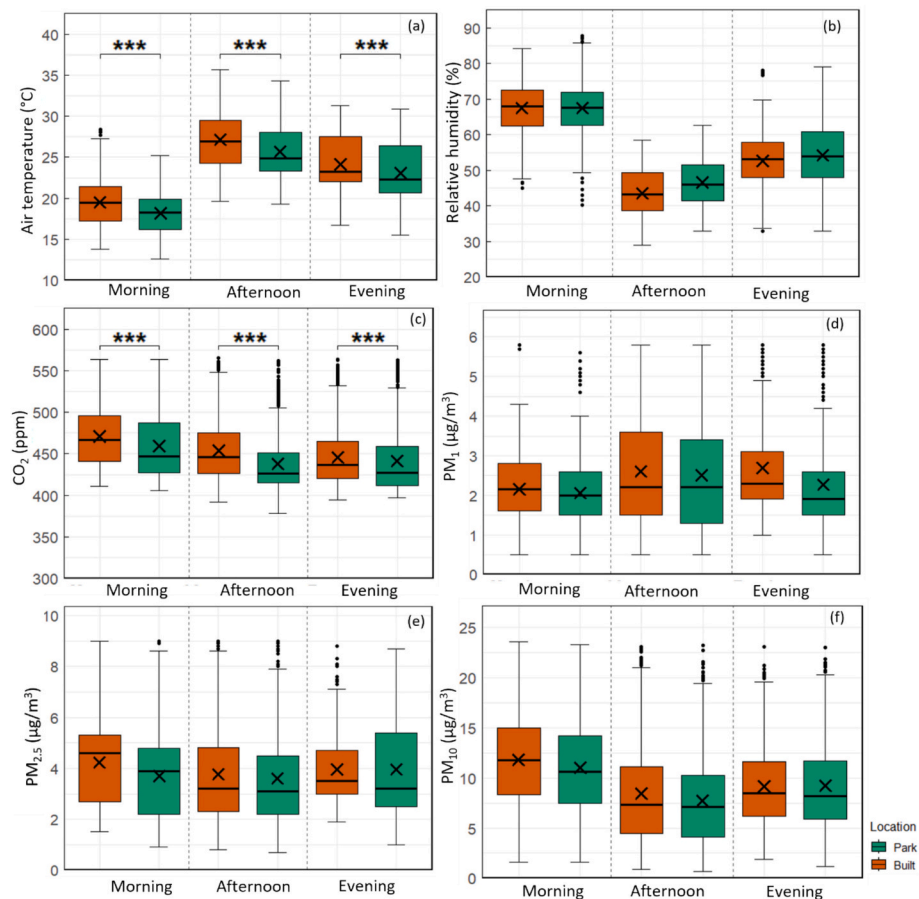 (a)
*** *** ***
Air temperature (°C)
40
35
30
25
20
15
10
Morning Afternoon Evening
(b)
Relative humidity (%)
90
80
70
60
50
40
30
20
Morning Afternoon Evening
(c)
*** *** ***
CO₂ (ppm)
600
550
500
450
400
350
300
Morning Afternoon Evening
(d)
PM₁ (µg/m³)
6
5
4
3
2
1
0
Morning Afternoon Evening
(e)
PM₂.₅ (µg/m³)
10
8
6
4
2
0
Morning Afternoon Evening
(f)
PM₁₀ (µg/m³)
25
20
15
10
5
0
Morning Afternoon Evening
Location
Park
Built